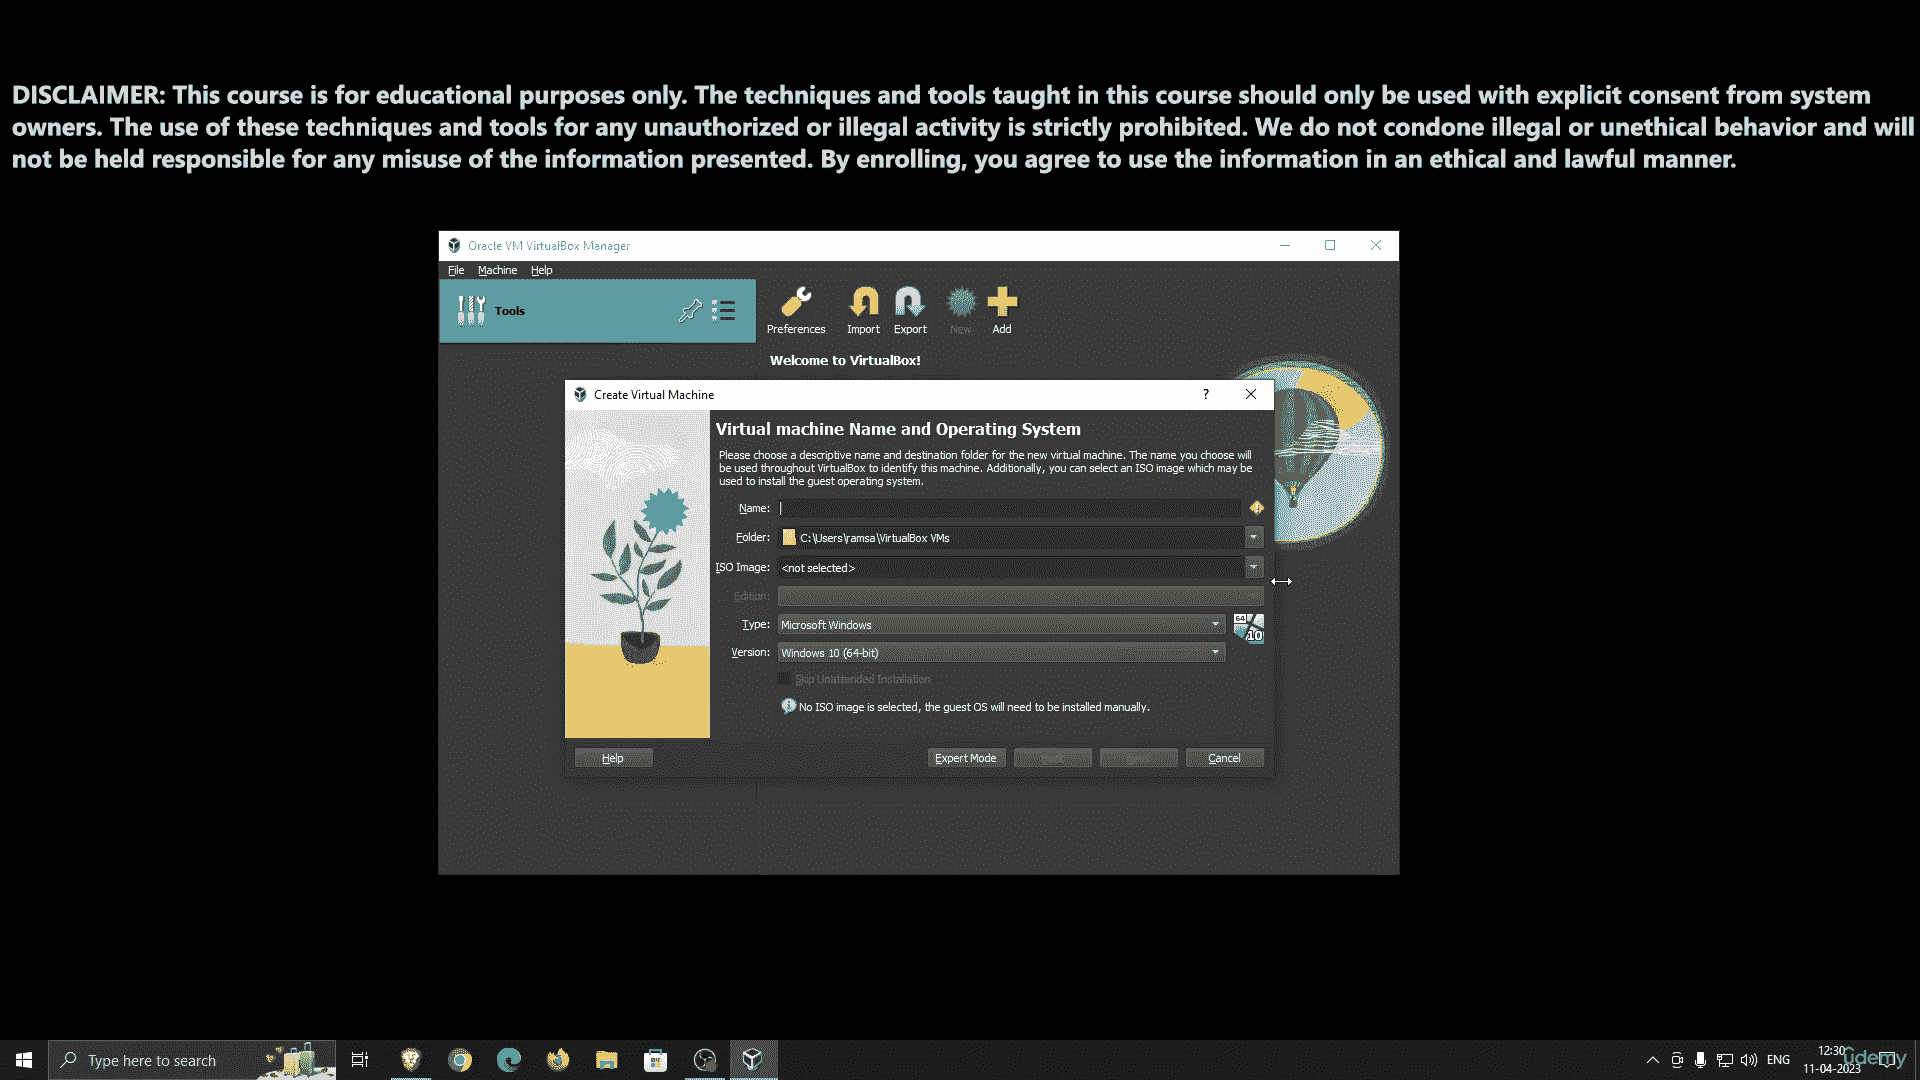 DISCLAIMER: This course is for educational purposes only. The techniques and tools taught in this course should only be used with explicit consent from system
owners. The use of these techniques and tools for any unauthorized or illegal activity is strictly prohibited. We do not condone illegal or unethical behavior and will
not be held responsible for any misuse of the information presented. By enrolling, you agree to use the information in an ethical and lawful manner.
Oracle VM VirtualBox Manager
File Machine Help
Tools
Preferences Import Export New Add
Welcome to VirtualBox!
Create Virtual Machine
?
Virtual machine Name and Operating System
Please choose a descriptive name and destination folder for the new virtual machine. The name you choose will
be used throughout VirtualBox to identify this machine. Additionally, you can select an ISO image which may be
used to install the guest operating system.
Name:
Folder: C:\Users\ramsa\VirtualBox VMs
ISO Image: <not selected>
Edition:
Type: Microsoft Windows
64
10
Version: Windows 10 (64-bit)
Skip Unattended Installation
No ISO image is selected, the guest OS will need to be installed manually.
Help Expert Mode Cancel
Type here to search
ENG
12:30
11-04-2023
udemy